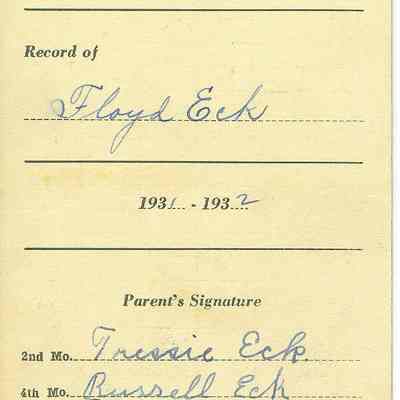 Record of
Floyd Eck
1931 - 1932
Parent's Signature
2nd Mo. Tressie Eck
4th Mo. Russell Eck